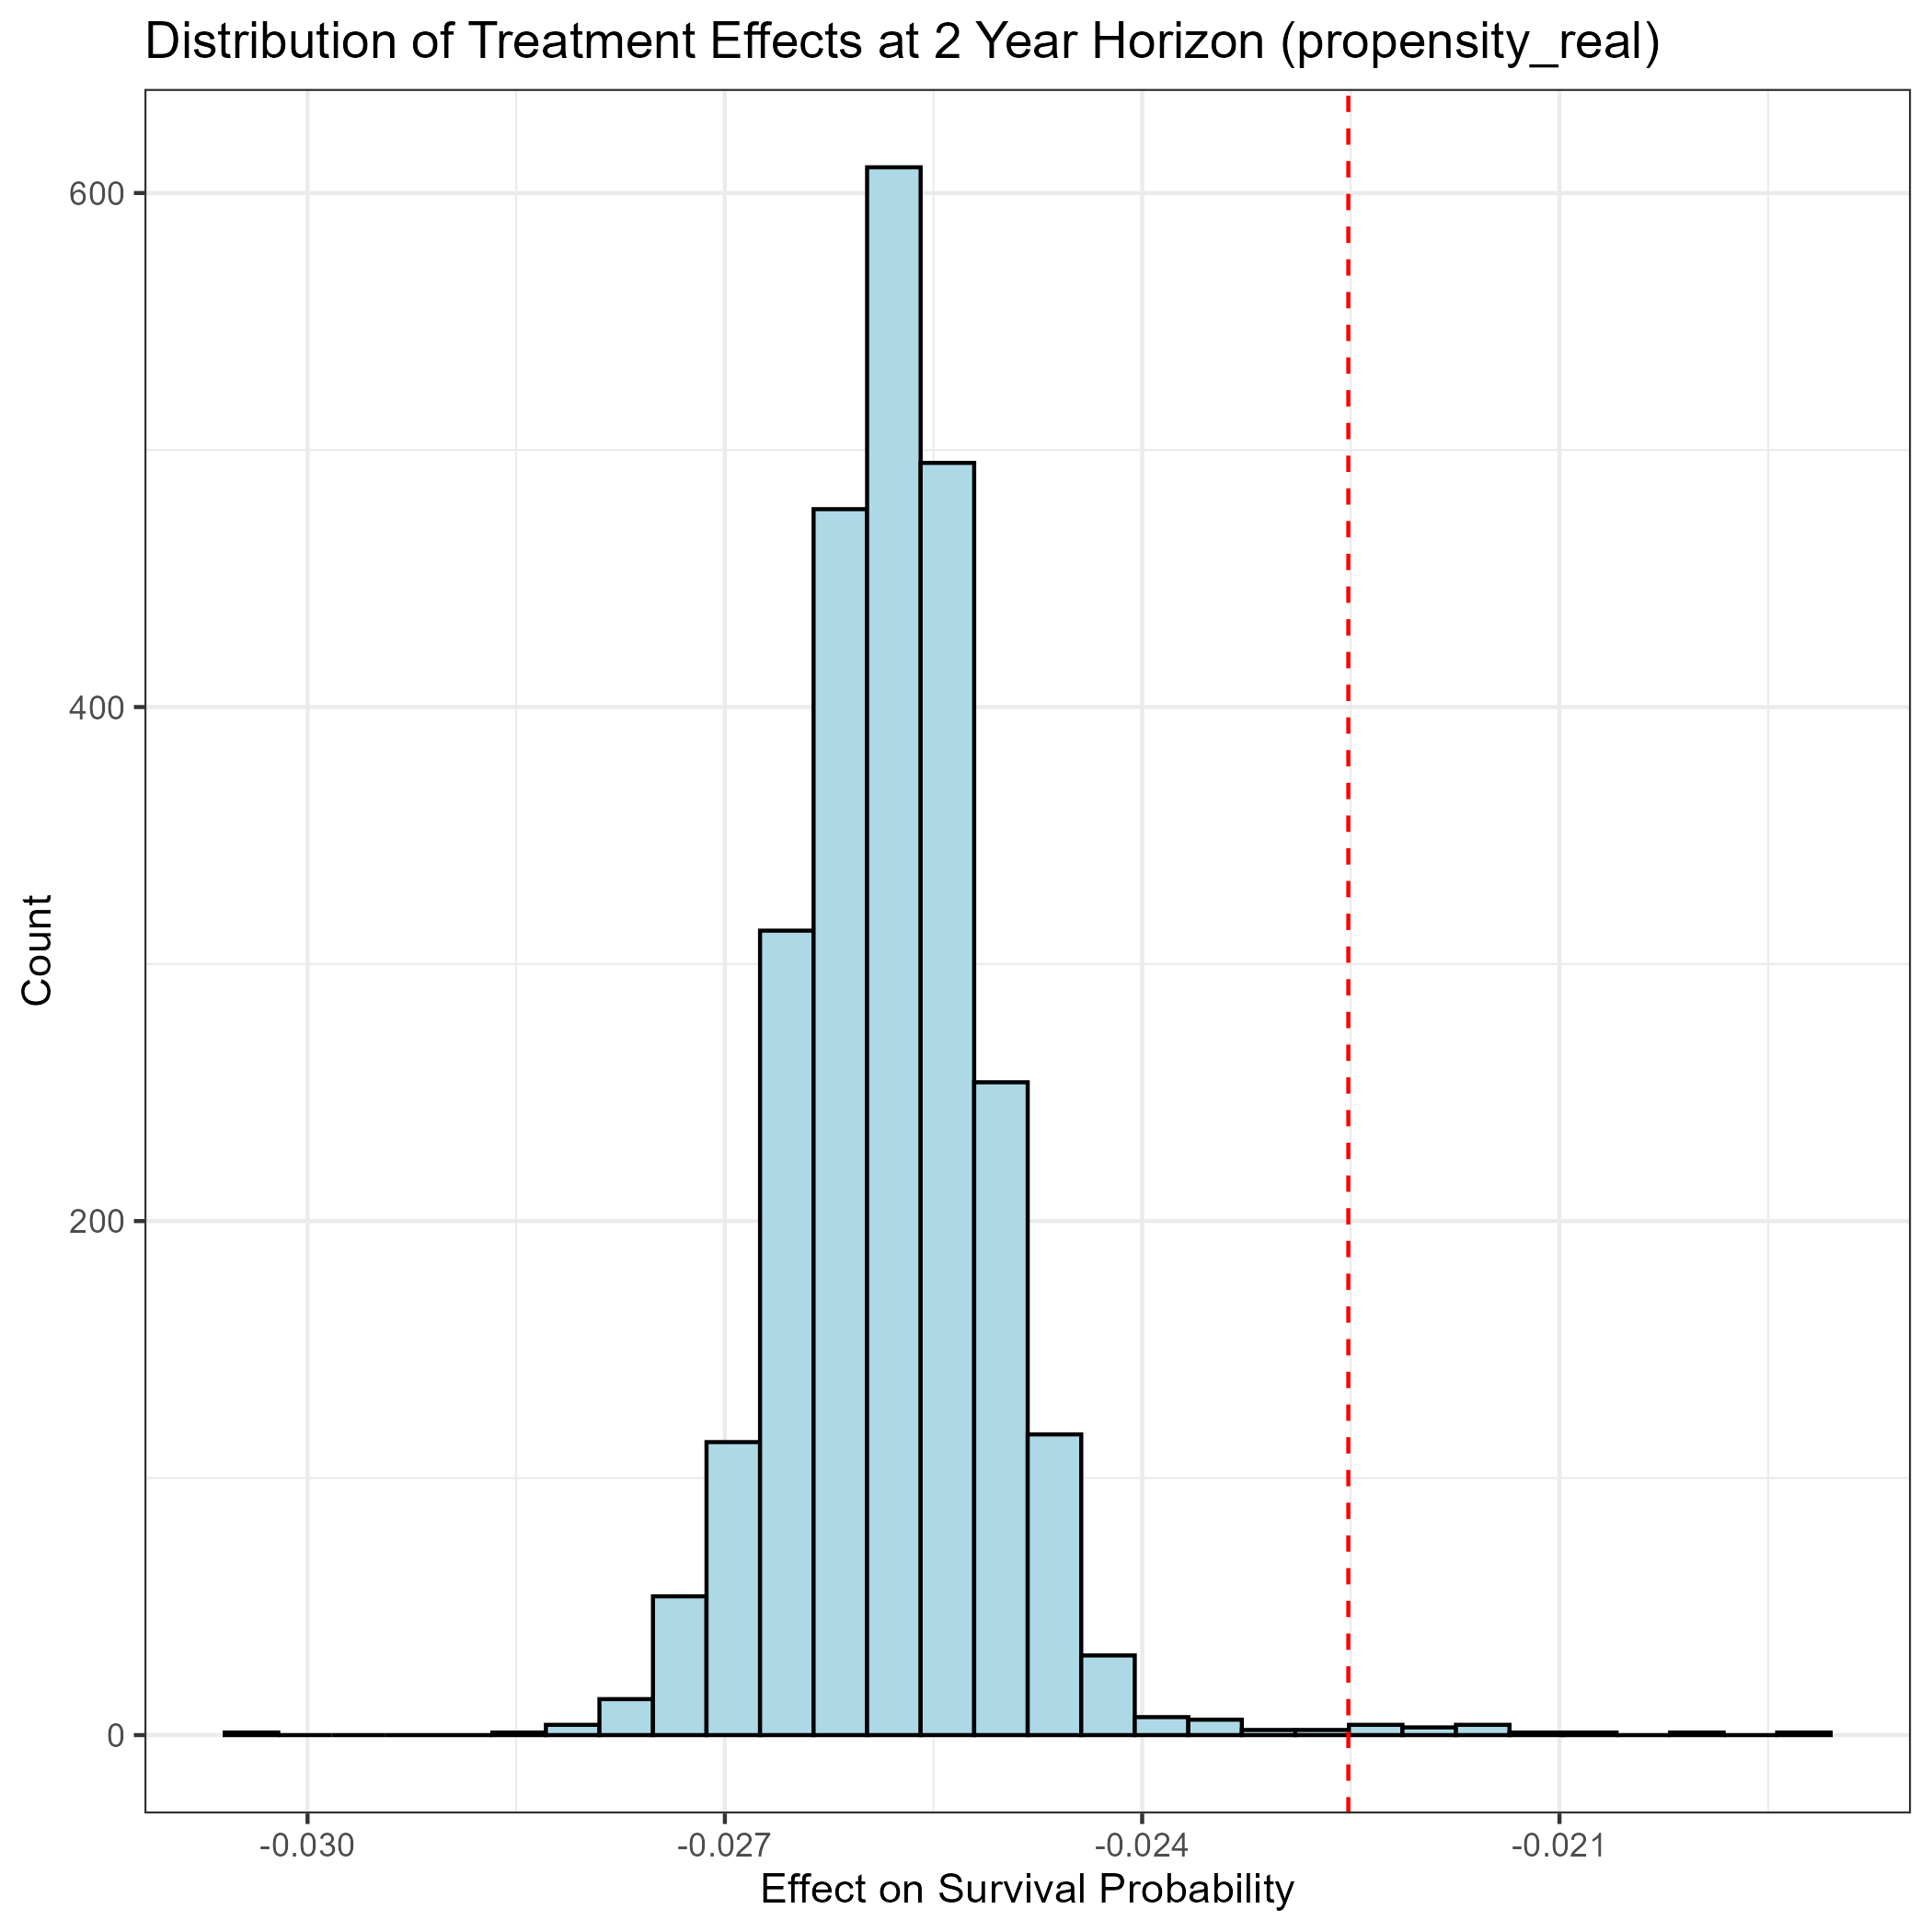 Distribution of Treatment Effects at 2 Year Horizon (propensity_real)
600
400
200
0
Count
-0.030
-0.027
-0.024
-0.021
Effect on Survival Probability